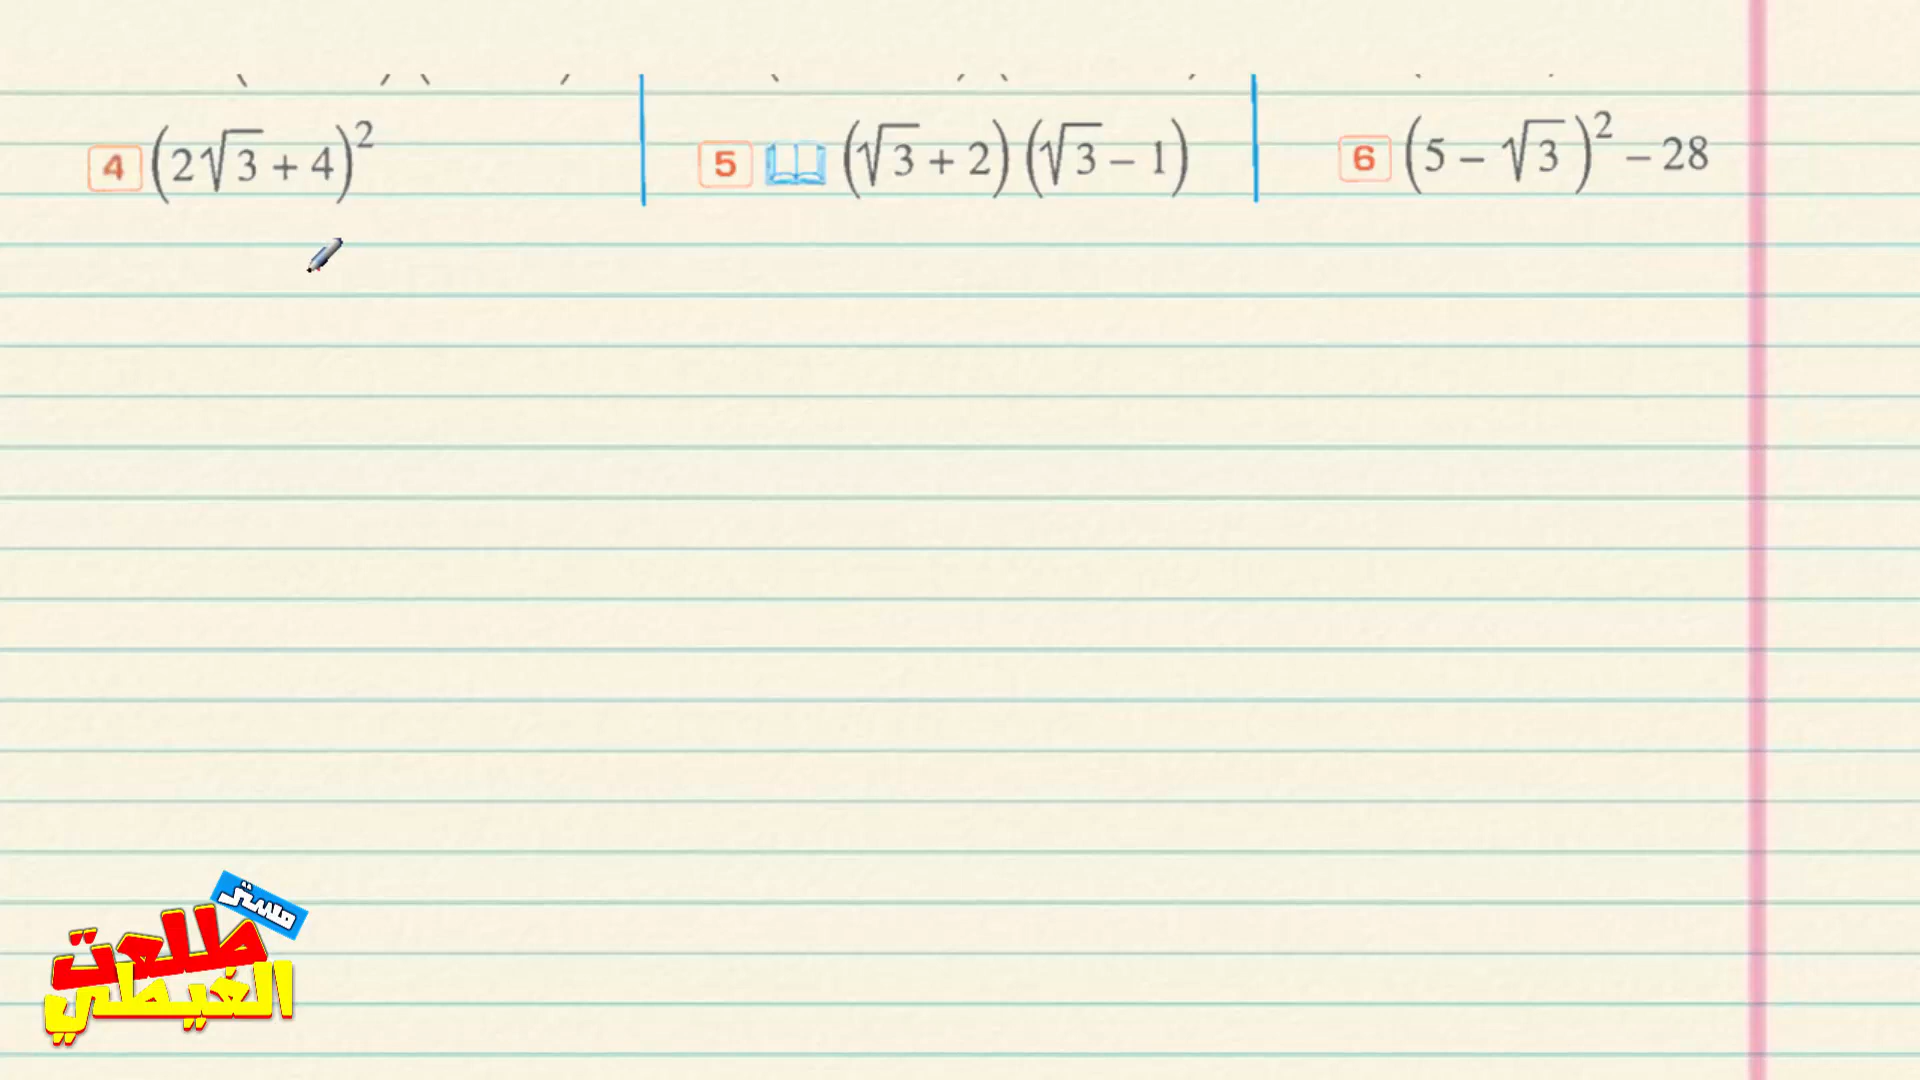 4 (2√3 + 4)²
5 (√3 + 2)(√3 − 1)
6 (5 − √3)² − 28
مستر
طلعت
الغيطي